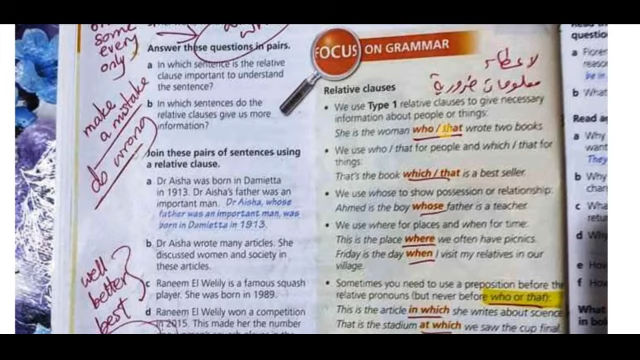 some every
only
make
a mistake
do wrong
well
better
best
Answer these questions in pairs.
a In which sentence is the relative
clause important to understand
the sentence?
b In which sentences do the
relative clauses give us more
information?
Join these pairs of sentences using
a relative clause.
a Dr Aisha was born in Damietta
in 1913. Dr Aisha's father was an
important man. Dr Aisha, whose
father was an important man, was
born in Damietta in 1913.
b Dr Aisha wrote many articles. She
discussed women and society in
these articles.
c Raneem El Welily is a famous squash
player. She was born in 1989.
d Raneem El Welily won a competition
in 2015. This made her the number
FOCUS ON GRAMMAR
لاعطاء
معلومات ضرورية
Relative clauses
• We use Type 1 relative clauses to give necessary
information about people or things:
She is the woman who / that wrote two books.
• We use who / that for people and which / that for
things:
That's the book which / that is a best seller.
• We use whose to show possession or relationship:
Ahmed is the boy whose father is a teacher.
• We use where for places and when for time:
This is the place where we often have picnics.
Friday is the day when I visit my relatives in our
village.
• Sometimes you need to use a preposition before the
relative pronouns (but never before who or that):
This is the article in which she writes about science.
That is the stadium at which we saw the cup final.
Read th
question
a Fioren
reason
be in
b What
Read ag
a Why
want
They
b Why
chan
c What
retu
d Why
e How
f How
What
in bol